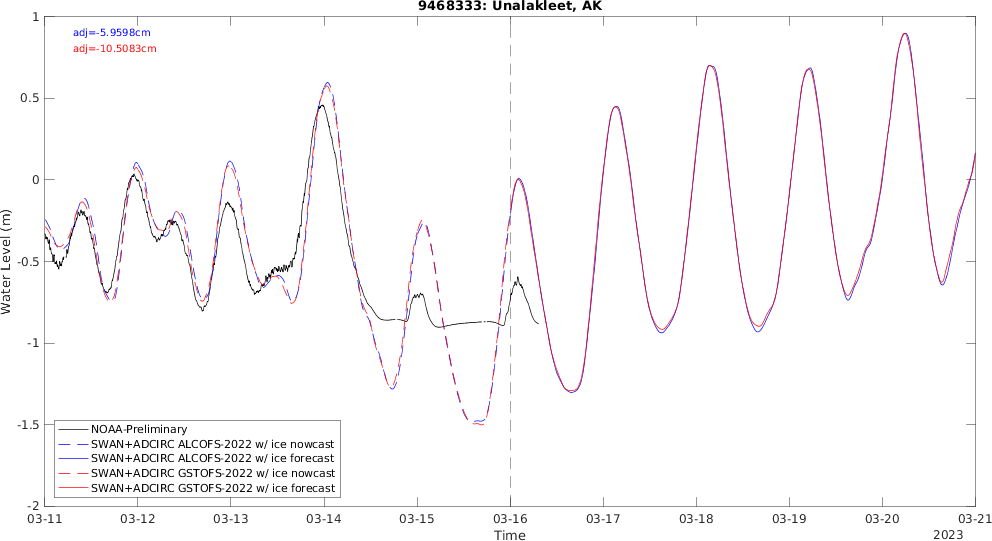 9468333: Unalakleet, AK
adj=-5.9598cm
adj=-10.5083cm
1
0.5
0
-0.5
-1
-1.5
-2
Water Level (m)
NOAA-Preliminary
SWAN+ADCIRC ALCOFS-2022 w/ ice nowcast
SWAN+ADCIRC ALCOFS-2022 w/ ice forecast
SWAN+ADCIRC GSTOFS-2022 w/ ice nowcast
SWAN+ADCIRC GSTOFS-2022 w/ ice forecast
03-11 03-12 03-13 03-14 03-15 03-16 03-17 03-18 03-19 03-20 03-21
Time
2023